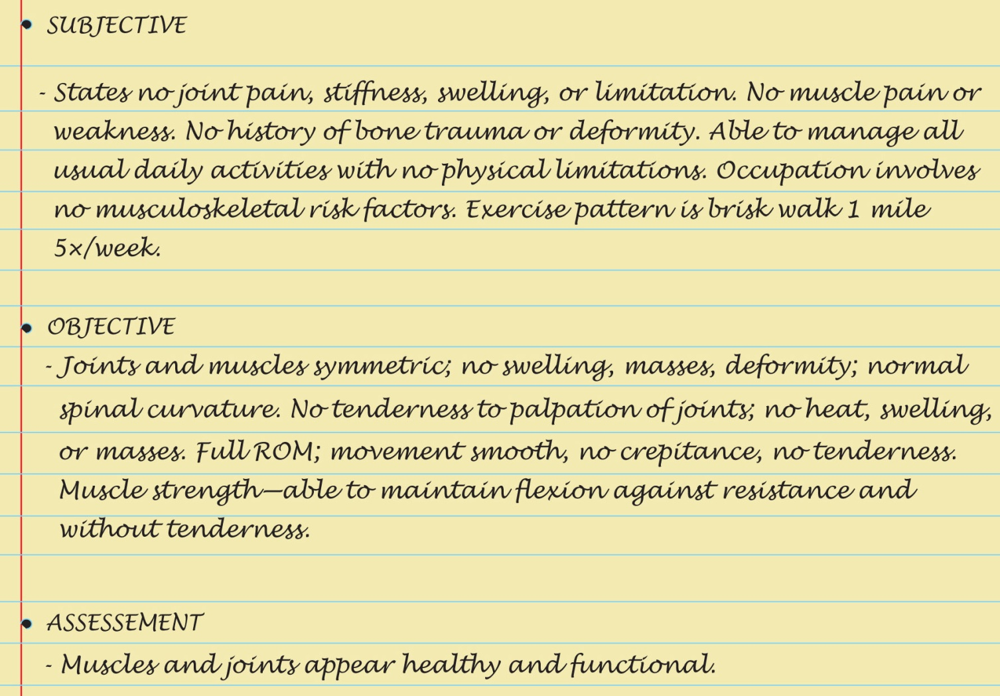 • SUBJECTIVE
- States no joint pain, stiffness, swelling, or limitation. No muscle pain or
weakness. No history of bone trauma or deformity. Able to manage all
usual daily activities with no physical limitations. Occupation involves
no musculoskeletal risk factors. Exercise pattern is brisk walk 1 mile
5×/week.
• OBJECTIVE
- Joints and muscles symmetric; no swelling, masses, deformity; normal
spinal curvature. No tenderness to palpation of joints; no heat, swelling,
or masses. Full ROM; movement smooth, no crepitance, no tenderness.
Muscle strength—able to maintain flexion against resistance and
without tenderness.
• ASSESSEMENT
- Muscles and joints appear healthy and functional.